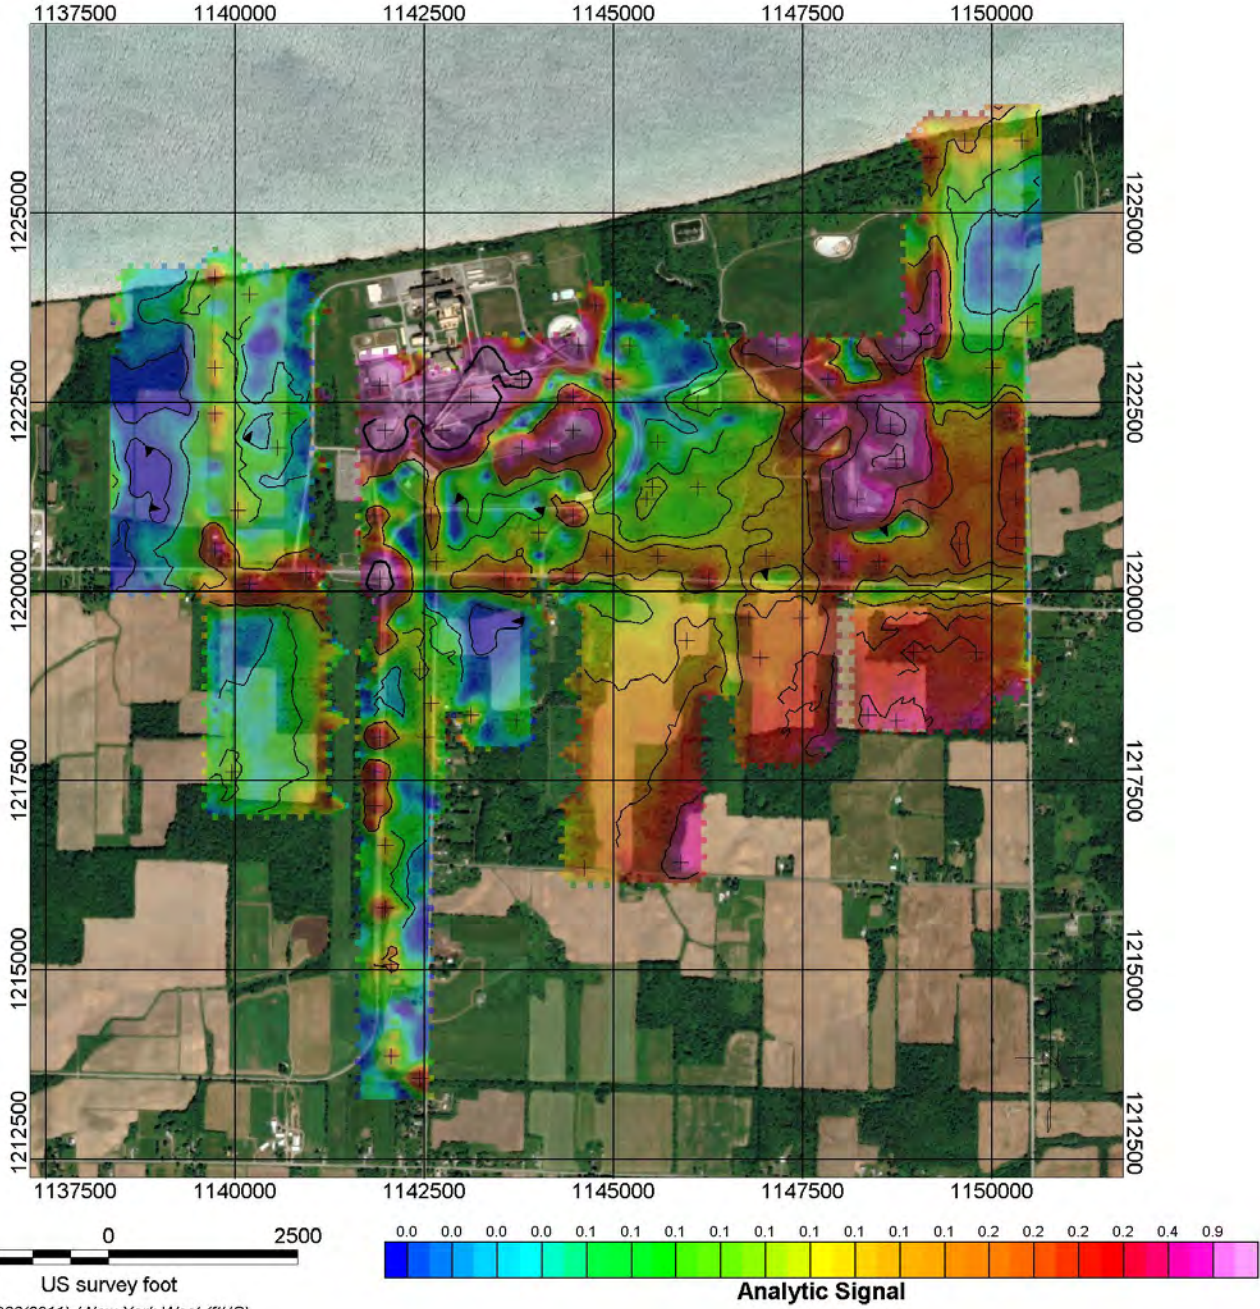 1137500 1140000 1142500 1145000 1147500 1150000
1225000 1225000
1222500 1222500
1220000 1220000
1217500 1217500
1215000 1215000
1212500 1212500
1137500 1140000 1142500 1145000 1147500 1150000
0 2500
US survey foot
0.0 0.0 0.0 0.0 0.1 0.1 0.1 0.1 0.1 0.1 0.1 0.1 0.1 0.2 0.2 0.2 0.2 0.4 0.9
Analytic Signal